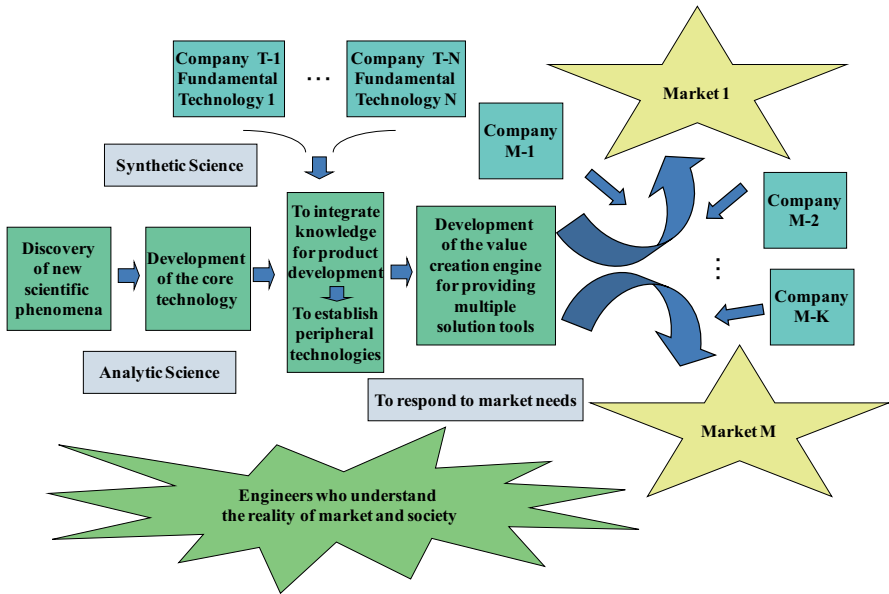 Company T-1
Fundamental
Technology 1
...
Company T-N
Fundamental
Technology N
Market 1
Company
M-1
Synthetic Science
Company
M-2
Discovery
of new
scientific
phenomena
Development
of the core
technology
To integrate
knowledge
for product
development
To establish
peripheral
technologies
Development
of the value
creation engine
for providing
multiple
solution tools
...
Company
M-K
Analytic Science
To respond to market needs
Market M
Engineers who understand
the reality of market and society